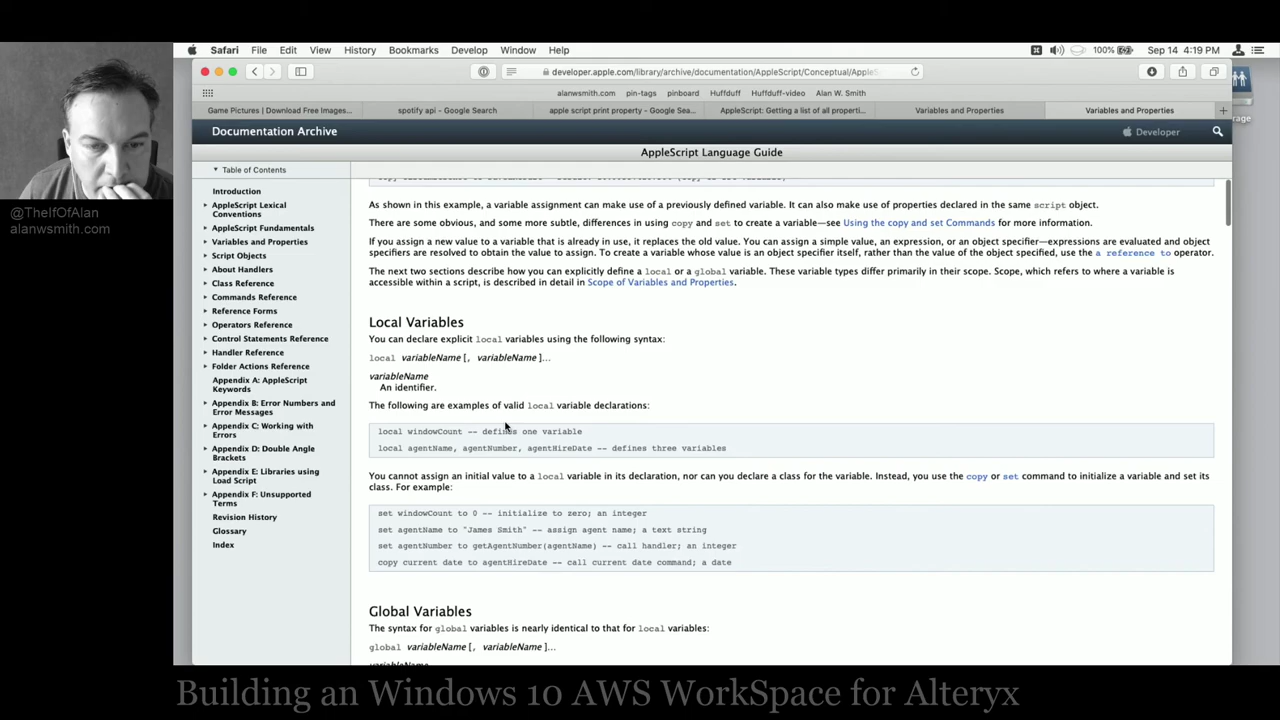 Safari File Edit View History Bookmarks Develop Window Help 100% Sep 14 4:19 PM
developer.apple.com/library/archive/documentation/AppleScript/Conceptual/Apple
alanwsmith.com pin-tags pinboard Huffduff Huffduff-video Alan W. Smith
Game Pictures | Download Free Images... spotify api - Google Search apple script print property - Google Sea... AppleScript: Getting a list of all properti... Variables and Properties Variables and Properties
Documentation Archive Developer
AppleScript Language Guide
Table of Contents
Introduction
AppleScript Lexical
Conventions
AppleScript Fundamentals
Variables and Properties
Script Objects
About Handlers
Class Reference
Commands Reference
Reference Forms
Operators Reference
Control Statements Reference
Handler Reference
Folder Actions Reference
Appendix A: AppleScript
Keywords
Appendix B: Error Numbers and
Error Messages
Appendix C: Working with
Errors
Appendix D: Double Angle
Brackets
Appendix E: Libraries using
Load Script
Appendix F: Unsupported
Terms
Revision History
Glossary
Index
As shown in this example, a variable assignment can make use of a previously defined variable. It can also make use of properties declared in the same script object.
There are some obvious, and some more subtle, differences in using copy and set to create a variable—see Using the copy and set Commands for more information.
If you assign a new value to a variable that is already in use, it replaces the old value. You can assign a simple value, an expression, or an object specifier—expressions are evaluated and object
specifiers are resolved to obtain the value to assign. To create a variable whose value is an object specifier itself, rather than the value of the object specified, use the a reference to operator.
The next two sections describe how you can explicitly define a local or a global variable. These variable types differ primarily in their scope. Scope, which refers to where a variable is
accessible within a script, is described in detail in Scope of Variables and Properties.
Local Variables
You can declare explicit local variables using the following syntax:
local variableName [, variableName ]...
variableName
An identifier.
The following are examples of valid local variable declarations:
local windowCount -- defines one variable
local agentName, agentNumber, agentHireDate -- defines three variables
You cannot assign an initial value to a local variable in its declaration, nor can you declare a class for the variable. Instead, you use the copy or set command to initialize a variable and set its
class. For example:
set windowCount to 0 -- initialize to zero; an integer
set agentName to "James Smith" -- assign agent name; a text string
set agentNumber to getAgentNumber(agentName) -- call handler; an integer
copy current date to agentHireDate -- call current date command; a date
Global Variables
The syntax for global variables is nearly identical to that for local variables:
global variableName [, variableName ]...
variableName
@TheIfOfAlan
alanwsmith.com
Building an Windows 10 AWS WorkSpace for Alteryx